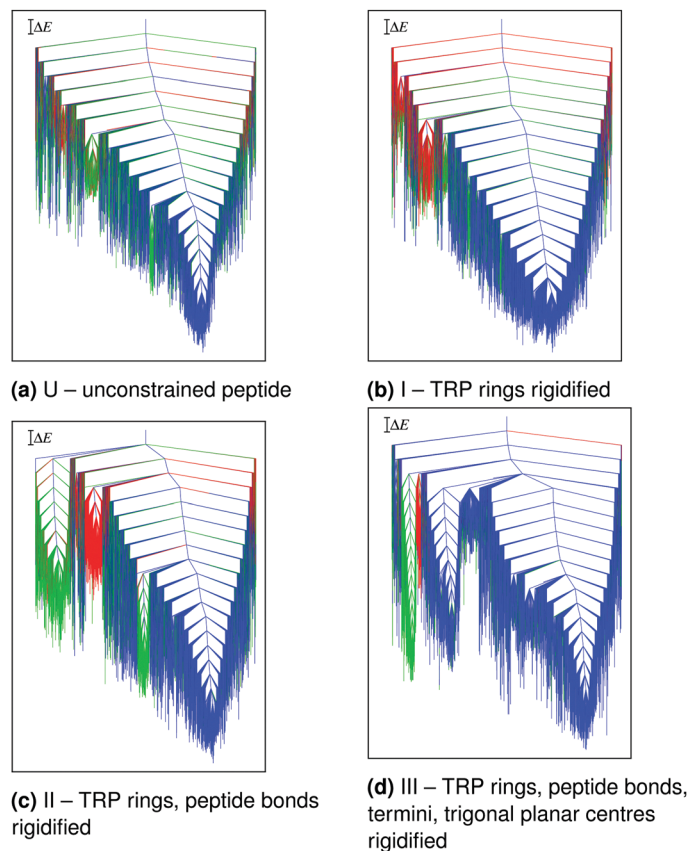 ΔE
ΔE
(a) U – unconstrained peptide
(b) I – TRP rings rigidified
ΔE
ΔE
(c) II – TRP rings, peptide bonds
rigidified
(d) III – TRP rings, peptide bonds,
termini, trigonal planar centres
rigidified